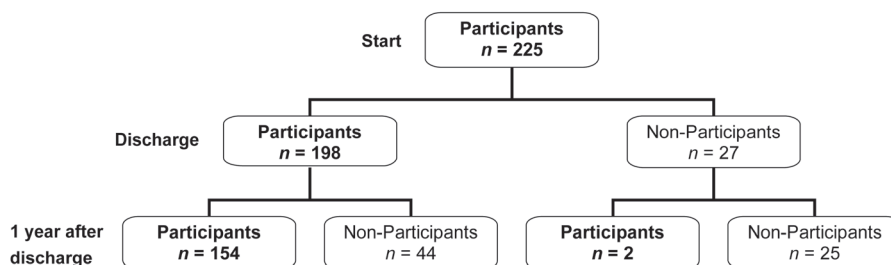 Start
Participants
n = 225
Discharge
Participants
n = 198
Non-Participants
n = 27
1 year after
discharge
Participants
n = 154
Non-Participants
n = 44
Participants
n = 2
Non-Participants
n = 25